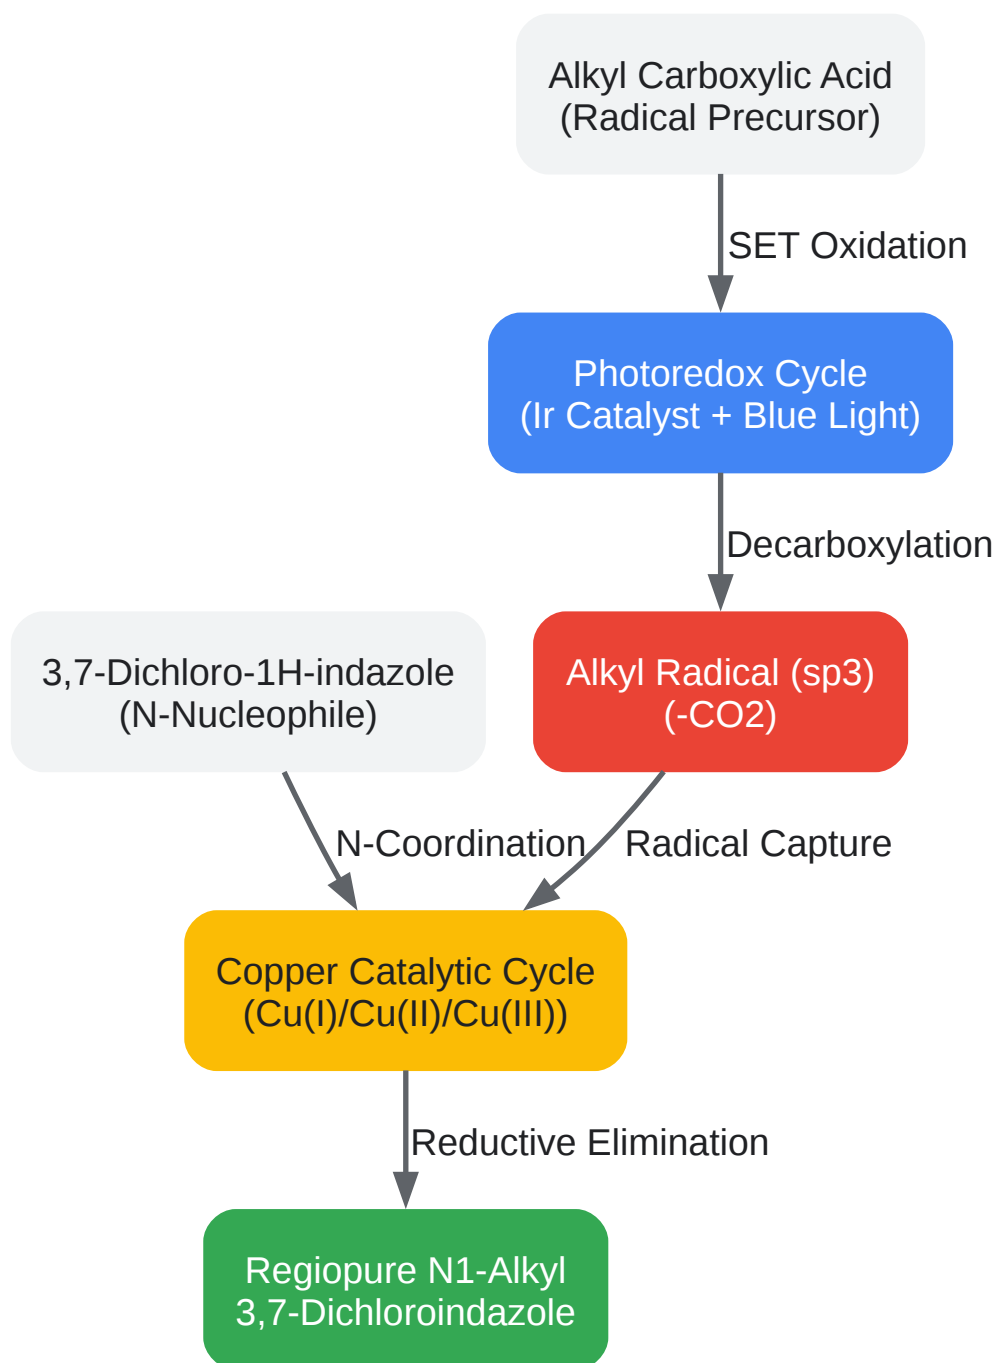 Alkyl Carboxylic Acid
(Radical Precursor)
SET Oxidation
Photoredox Cycle
(Ir Catalyst + Blue Light)
Decarboxylation
3,7-Dichloro-1H-indazole
(N-Nucleophile)
Alkyl Radical (sp3)
(-CO2)
N-Coordination
Radical Capture
Copper Catalytic Cycle
(Cu(I)/Cu(II)/Cu(III))
Reductive Elimination
Regiopure N1-Alkyl
3,7-Dichloroindazole